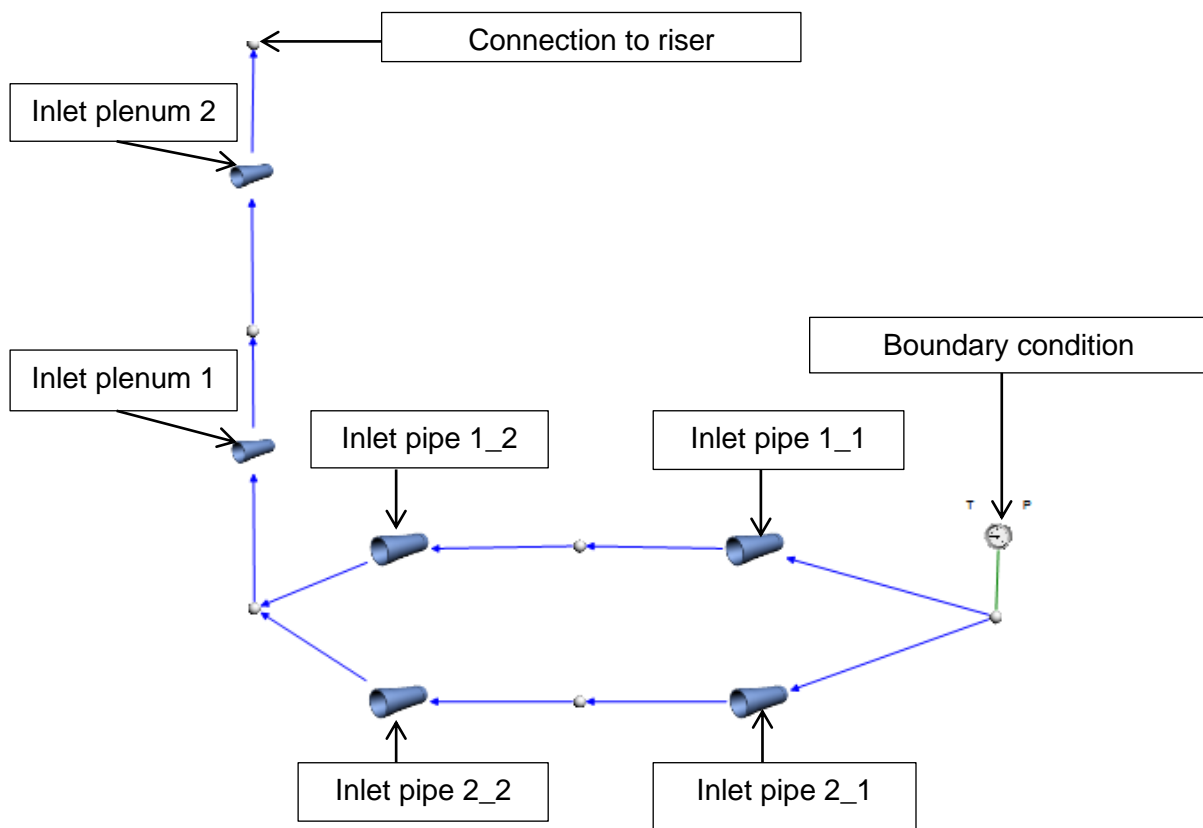 Connection to riser
Inlet plenum 2
Boundary condition
Inlet plenum 1
Inlet pipe 1_2
Inlet pipe 1_1
T P
Inlet pipe 2_2
Inlet pipe 2_1